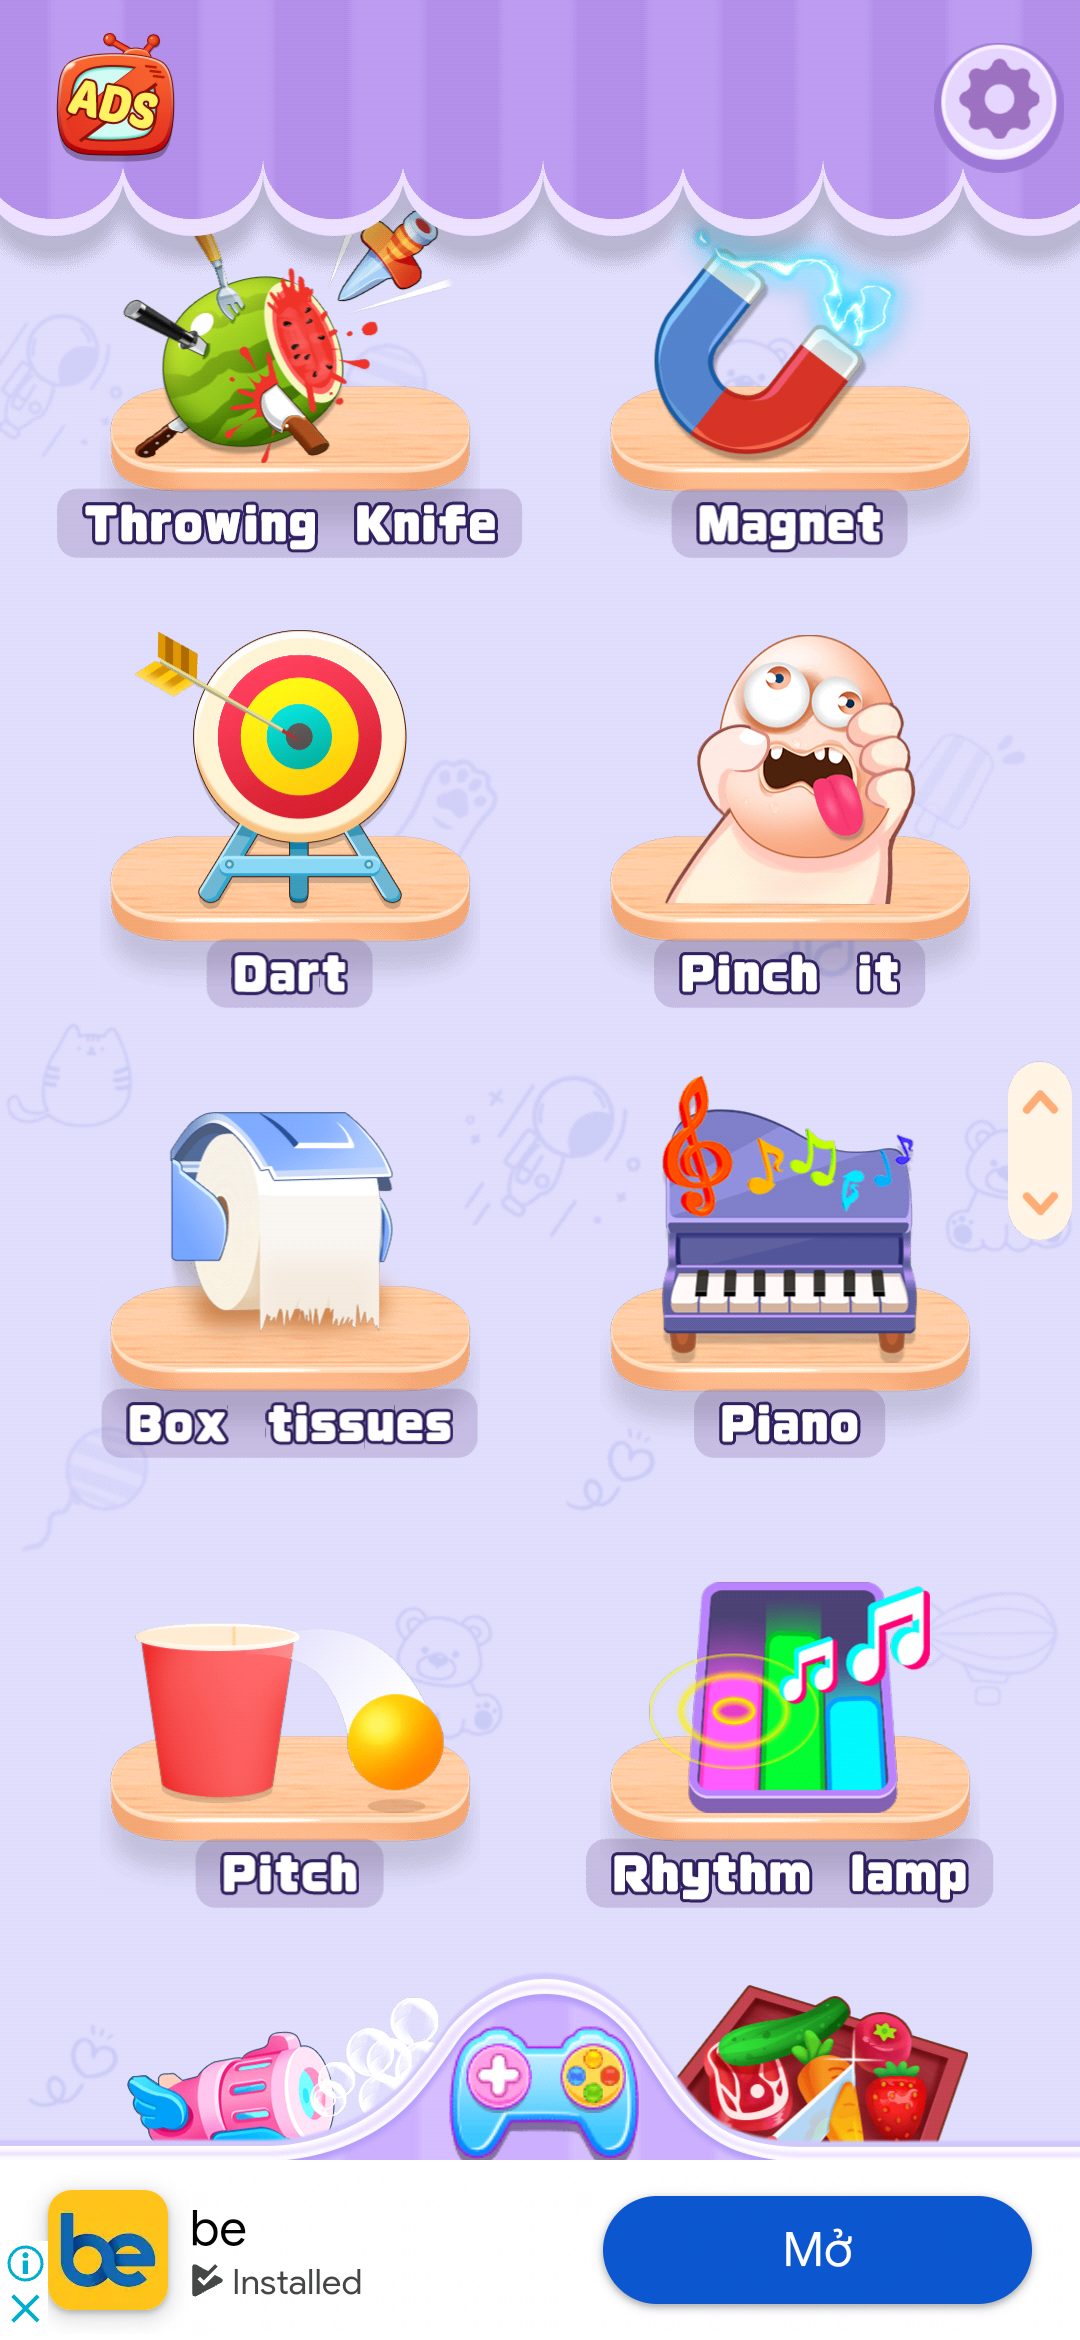 ADS
Throwing Knife
Magnet
Dart
Pinch it
Box tissues
Piano
Pitch
Rhythm lamp
be
be
Installed
Mở